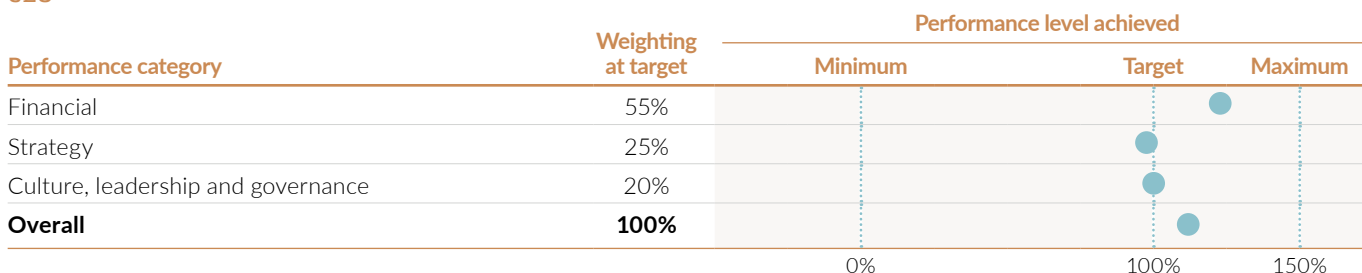 Performance level achieved
Weighting
Performance category at target Minimum Target Maximum
Financial 55%
Strategy 25%
Culture, leadership and governance 20%
Overall 100%
0% 100% 150%